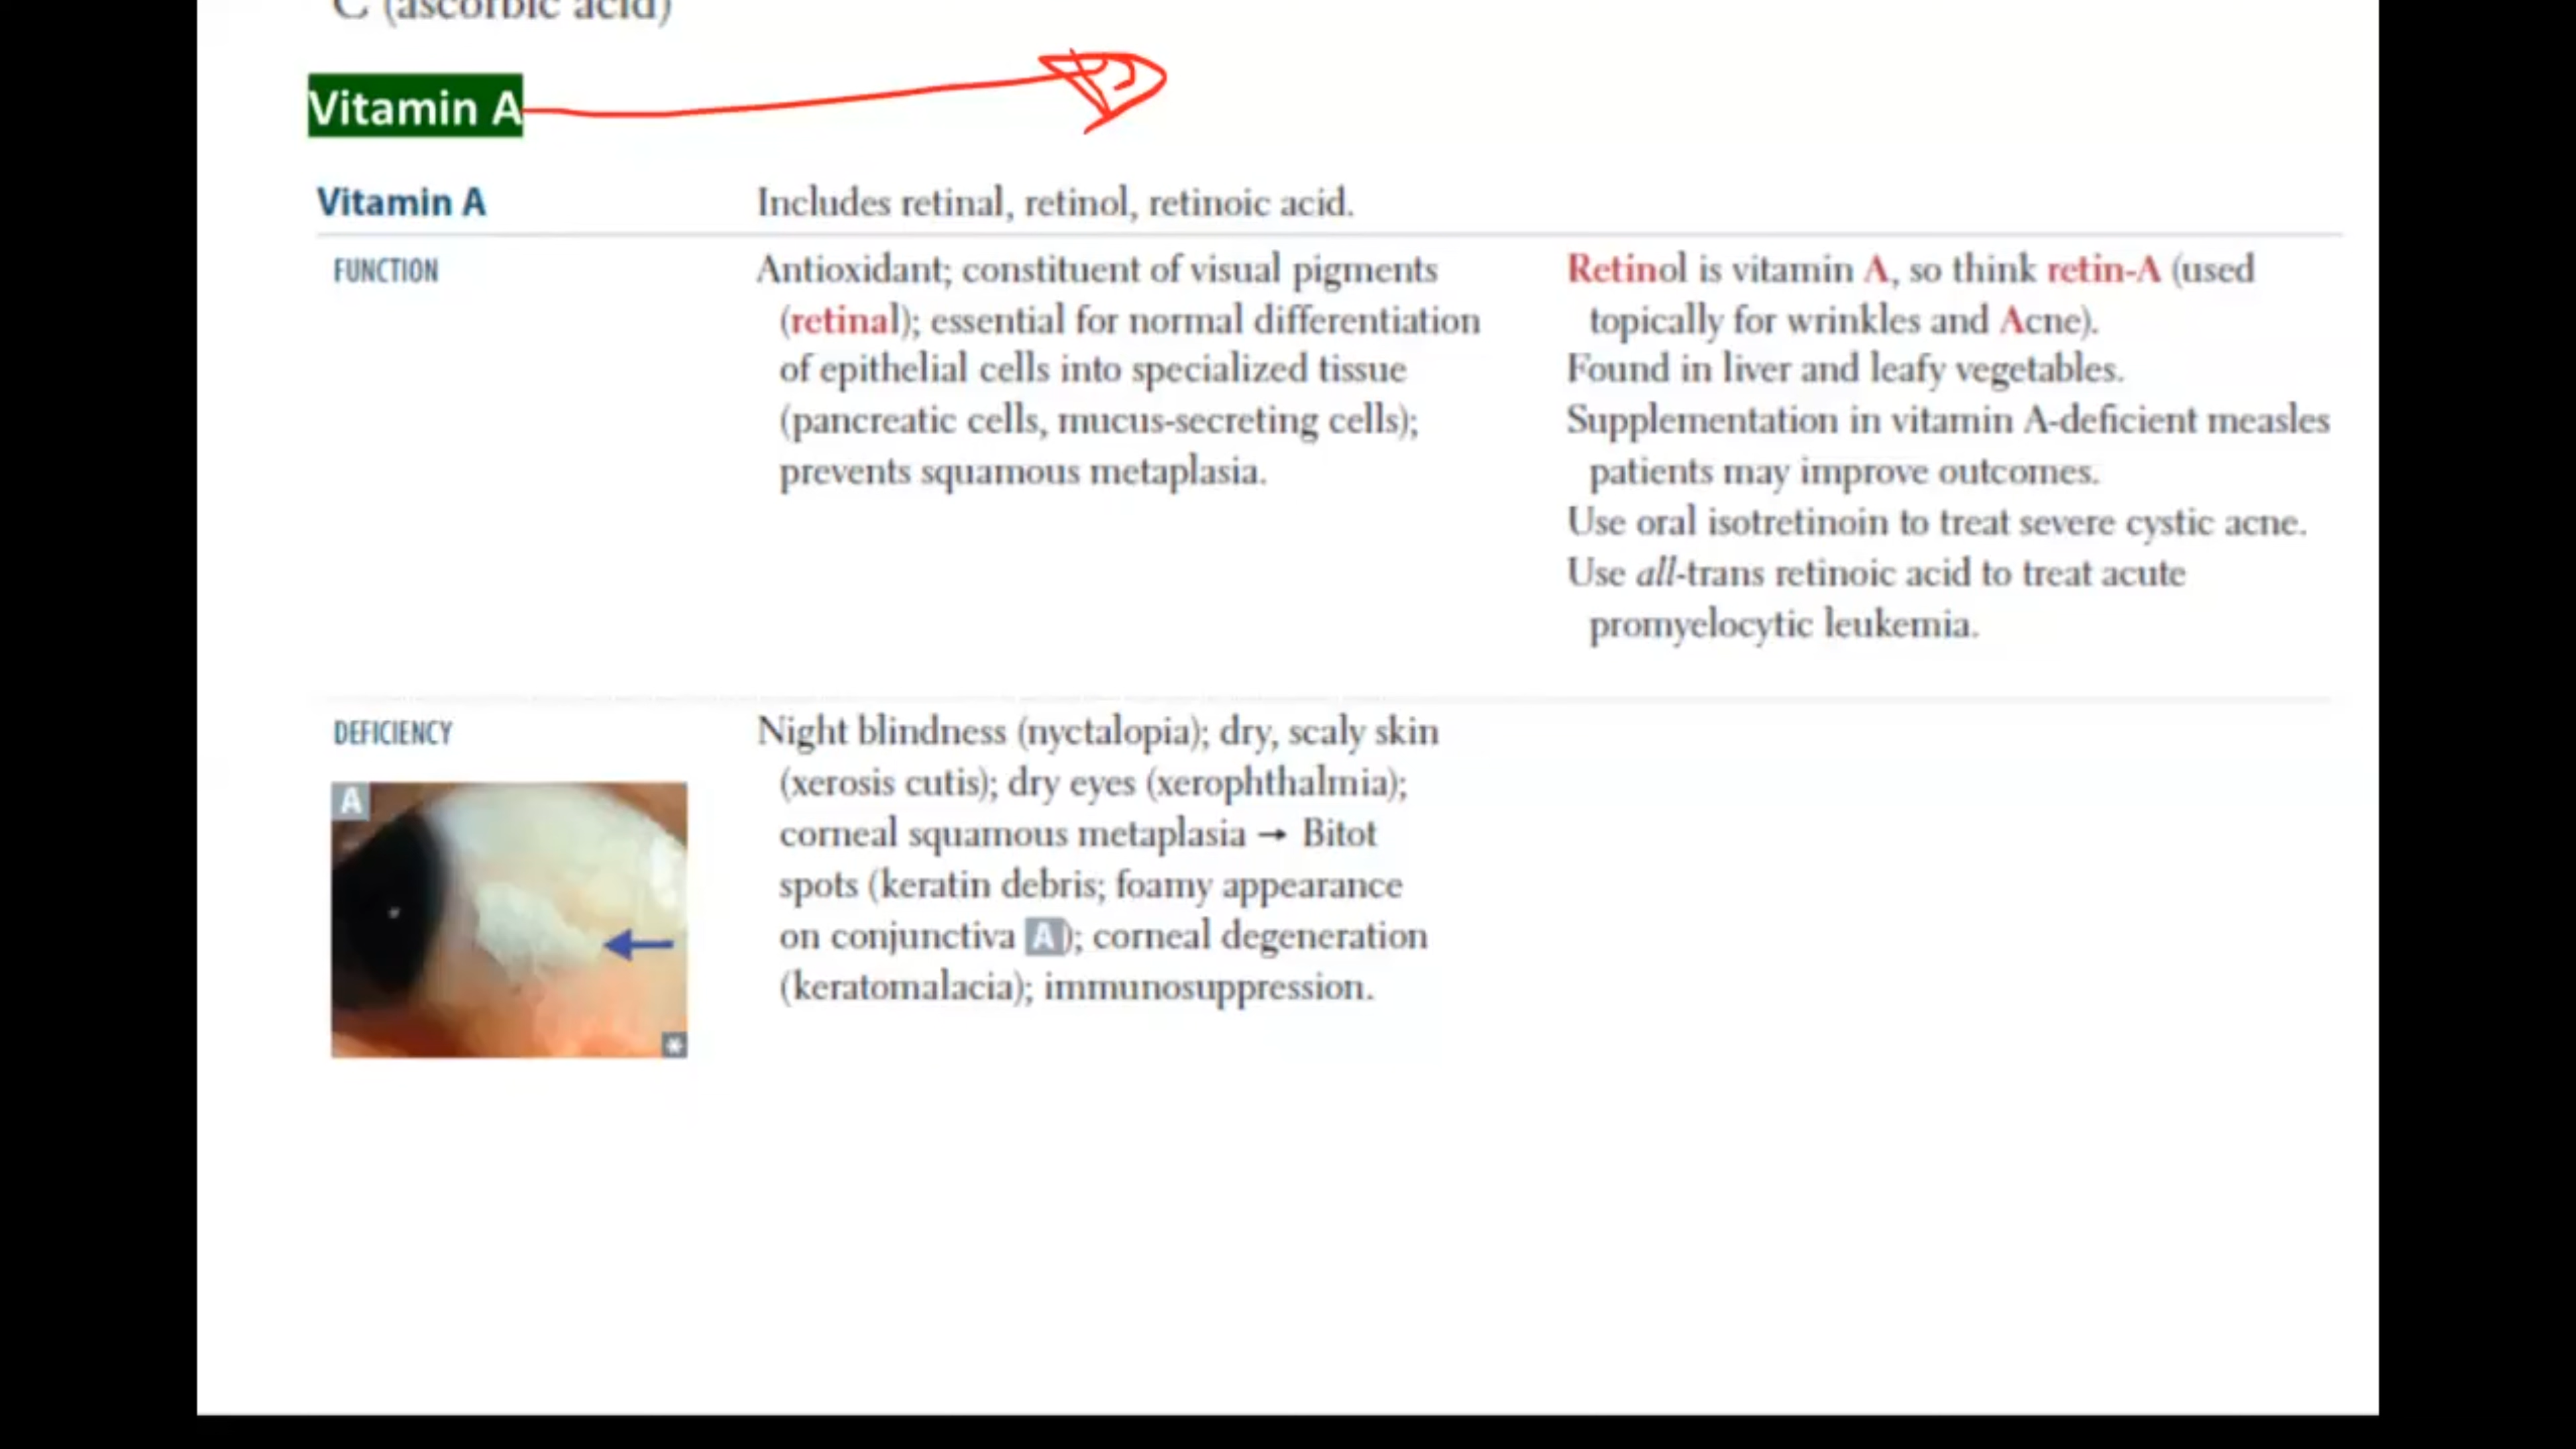 C (ascorbic acid)
Vitamin A
Vitamin A
Includes retinal, retinol, retinoic acid.
FUNCTION
Antioxidant; constituent of visual pigments
(retinal); essential for normal differentiation
of epithelial cells into specialized tissue
(pancreatic cells, mucus-secreting cells);
prevents squamous metaplasia.
Retinol is vitamin A, so think retin-A (used
topically for wrinkles and Acne).
Found in liver and leafy vegetables.
Supplementation in vitamin A-deficient measles
patients may improve outcomes.
Use oral isotretinoin to treat severe cystic acne.
Use all-trans retinoic acid to treat acute
promyelocytic leukemia.
DEFICIENCY
A
Night blindness (nyctalopia); dry, scaly skin
(xerosis cutis); dry eyes (xerophthalmia);
corneal squamous metaplasia → Bitot
spots (keratin debris; foamy appearance
on conjunctiva A); corneal degeneration
(keratomalacia); immunosuppression.